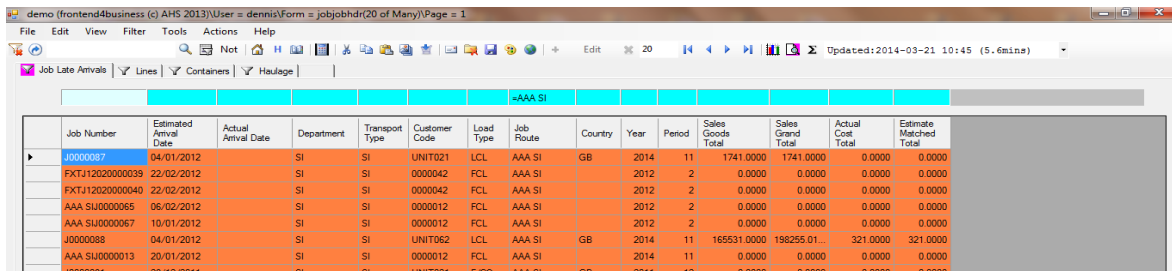 demo (frontend4business (c) AHS 2013)\User = dennis\Form = jobjobhdr(20 of Many)\Page = 1
File Edit View Filter Tools Actions Help
Not H Σ Edit 20 Updated:2014-03-21 10:45 (5.6mins)
Job Late Arrivals Lines Containers Haulage
=AAA SI
Job Number Estimated Arrival Date Actual Arrival Date Department Transport Type Customer Code Load Type Job Route Country Year Period Sales Goods Total Sales Grand Total Actual Cost Total Estimate Matched Total
J0000087 04/01/2012 SI SI UNIT021 LCL AAA SI GB 2014 11 1741.0000 1741.0000 0.0000 0.0000
FXTJ12020000039 22/02/2012 SI SI 0000042 FCL AAA SI 2012 2 0.0000 0.0000 0.0000 0.0000
FXTJ12020000040 22/02/2012 SI SI 0000042 FCL AAA SI 2012 2 0.0000 0.0000 0.0000 0.0000
AAA SIJ0000065 06/02/2012 SI SI 0000012 FCL AAA SI 2012 2 0.0000 0.0000 0.0000 0.0000
AAA SIJ0000067 10/01/2012 SI SI 0000012 FCL AAA SI 2012 2 0.0000 0.0000 0.0000 0.0000
J0000088 04/01/2012 SI SI UNIT062 LCL AAA SI GB 2014 11 165531.0000 198255.01... 321.0000 321.0000
AAA SIJ0000013 20/01/2012 SI SI 0000012 FCL AAA SI 2014 11 0.0000 0.0000 0.0000 0.0000